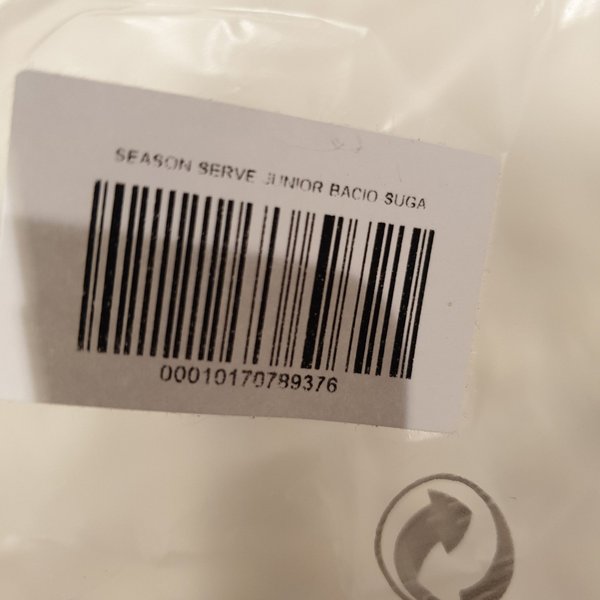 SEASON SERVE JUNIOR BACIO SUGA
00010170789376